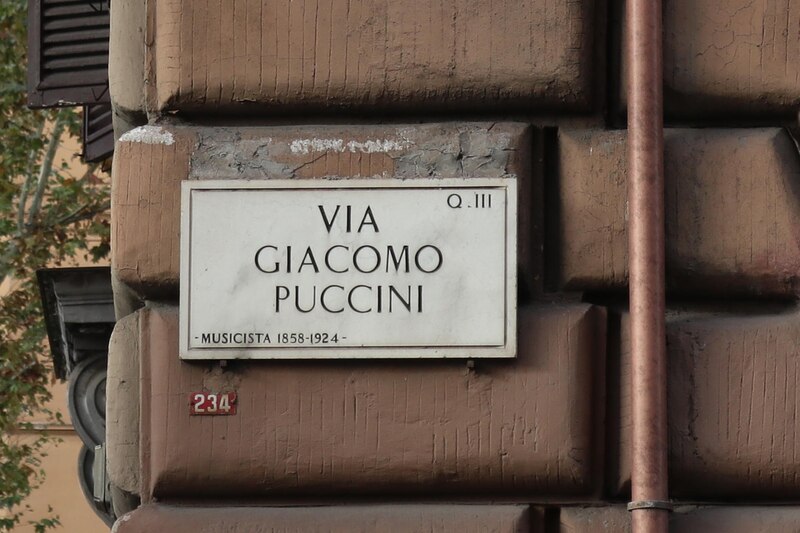 Q. III
VIA
GIACOMO
PUCCINI
-MUSICISTA 1858-1924-
234